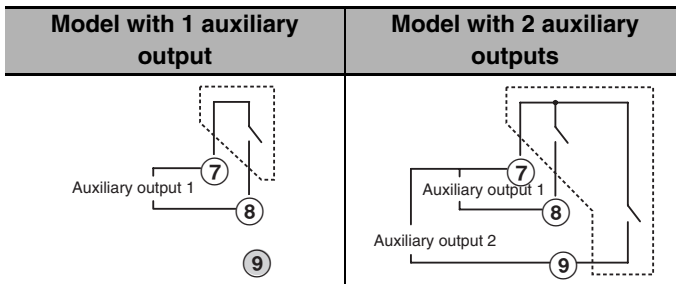 Model with 1 auxiliary
output
Model with 2 auxiliary
outputs
7
Auxiliary output 1
8
9
7
Auxiliary output 1
8
Auxiliary output 2
9